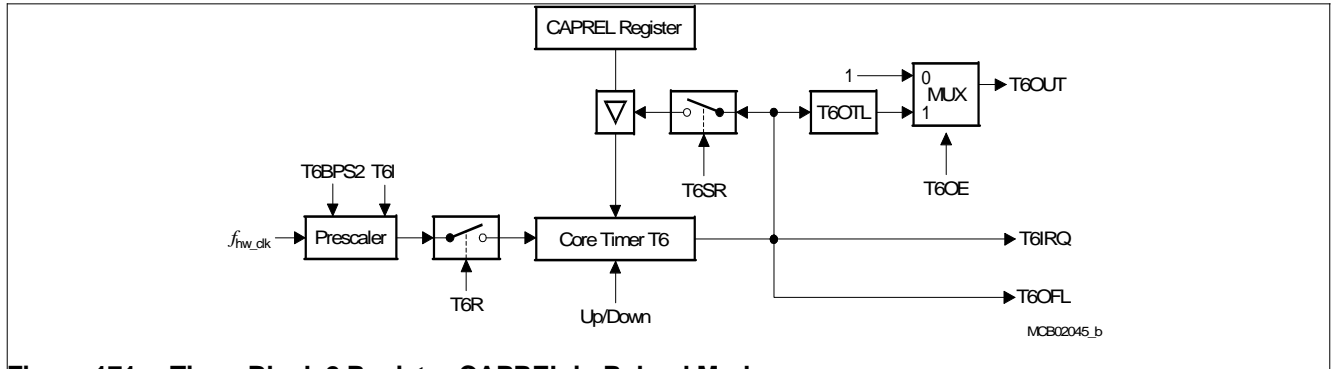 CAPREL Register
1
0
MUX
1
T6OUT
T6OTL
T6BPS2 T6I
T6SR
T6OE
fhw_clk
Prescaler
Core Timer T6
T6IRQ
T6R
Up/Down
T6OFL
MCB02045_b